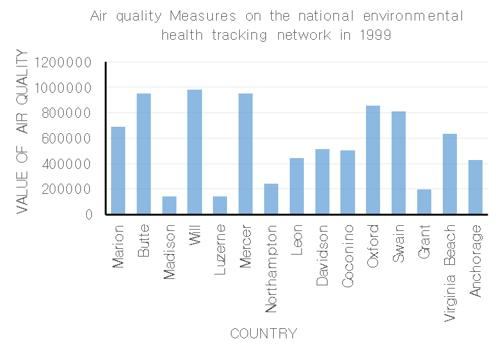 Air quality Measures on the national environmental
health tracking network in 1999
VALUE OF AIR QUALITY
1200000
1000000
800000
600000
400000
200000
0
Marion
Butte
Madison
Will
Luzerne
Mercer
Northampton
Leon
Davidson
Coconino
Oxford
Swain
Grant
Virginia Beach
Anchorage
COUNTRY